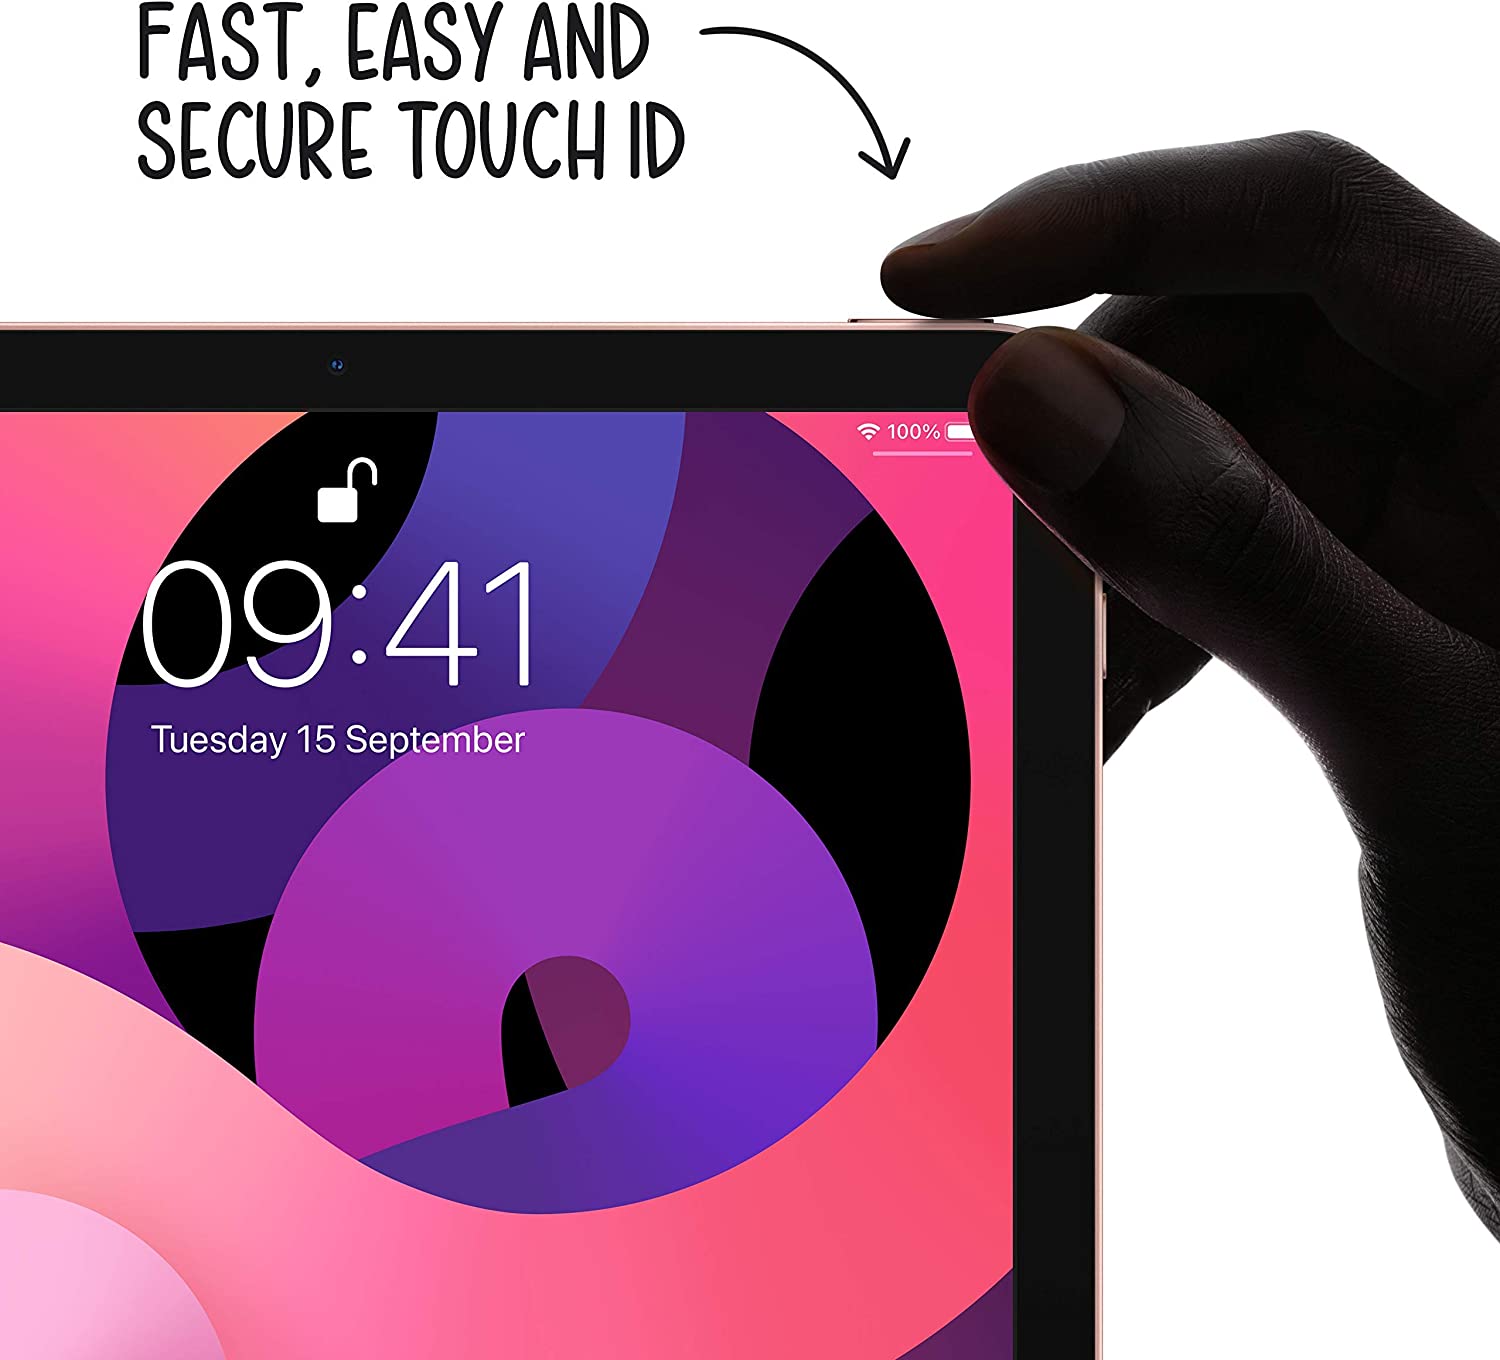 FAST, EASY AND
SECURE TOUCH ID
100%
09:41
Tuesday 15 September